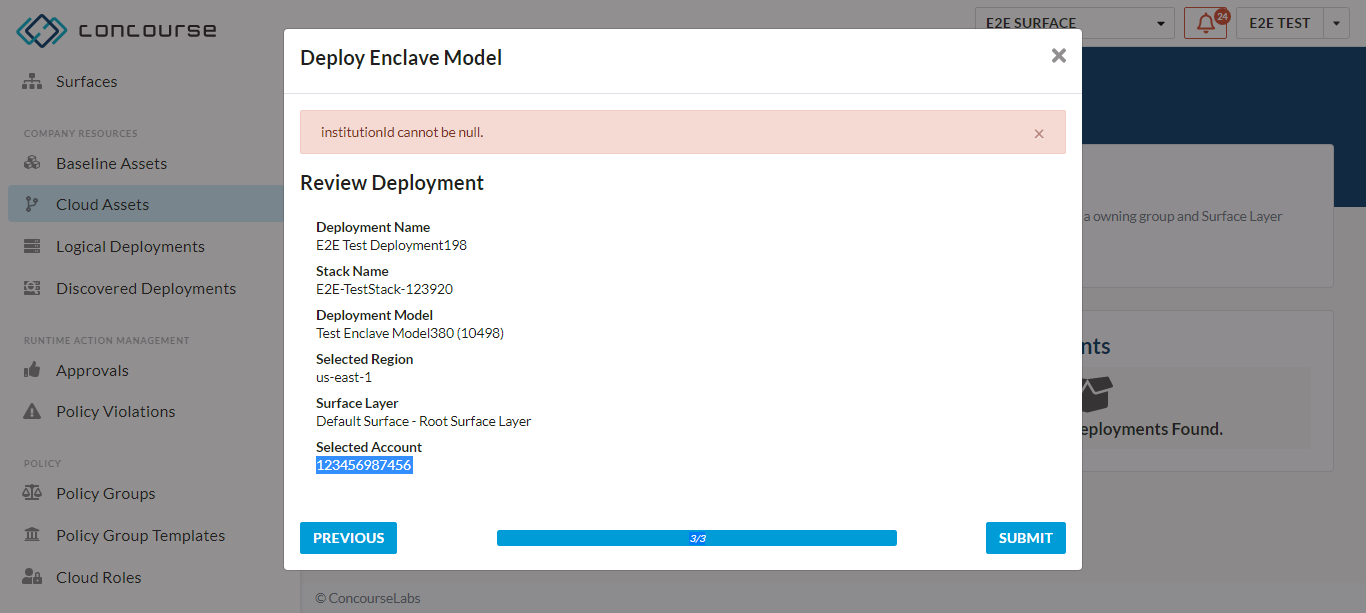 concourse
E2E SURFACE
24
E2E TEST
Surfaces
COMPANY RESOURCES
Baseline Assets
Cloud Assets
Logical Deployments
Discovered Deployments
RUNTIME ACTION MANAGEMENT
Approvals
Policy Violations
POLICY
Policy Groups
Policy Group Templates
Cloud Roles
Deploy Enclave Model
institutionId cannot be null.
Review Deployment
Deployment Name
E2E Test Deployment198
Stack Name
E2E-TestStack-123920
Deployment Model
Test Enclave Model380 (10498)
Selected Region
us-east-1
Surface Layer
Default Surface - Root Surface Layer
Selected Account
123456987456
PREVIOUS
3/3
SUBMIT
a owning group and Surface Layer
nts
eployments Found.
© ConcourseLabs